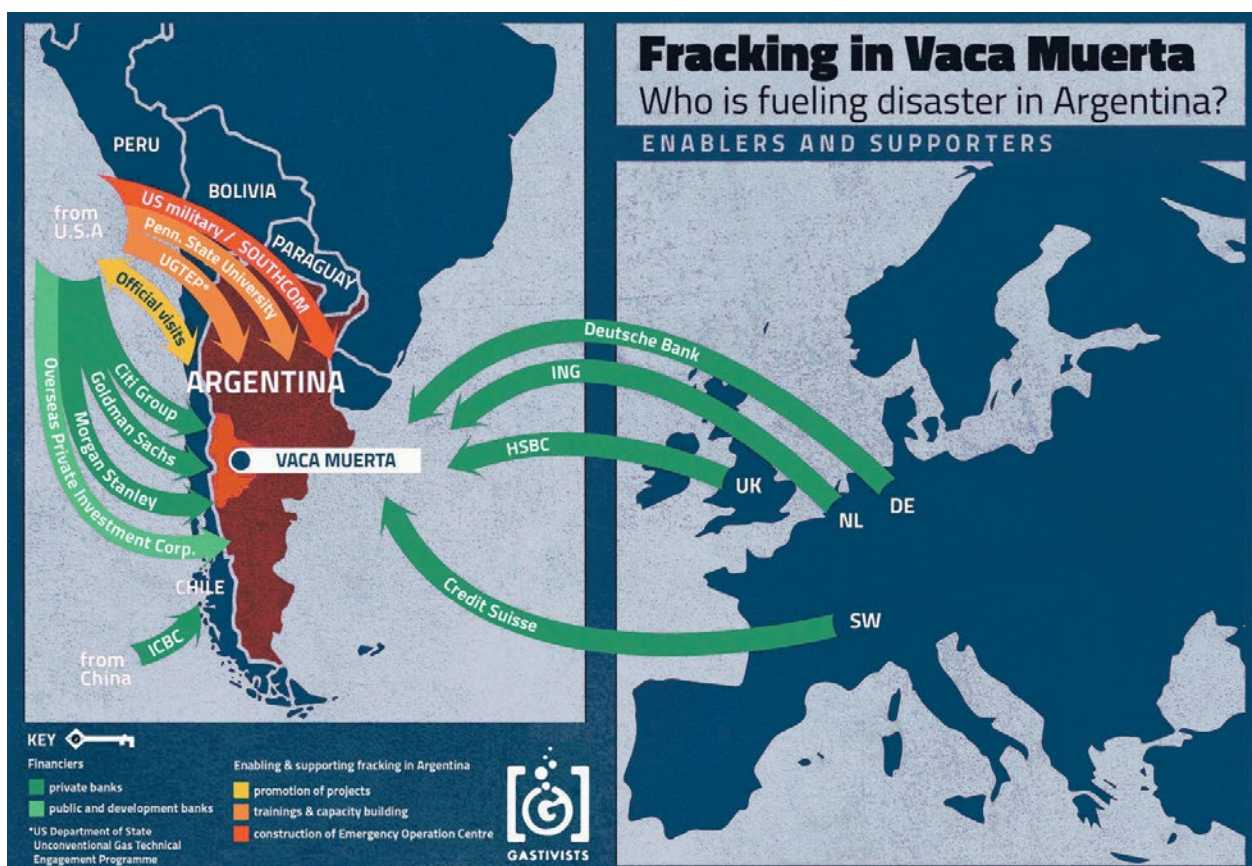 Fracking in Vaca Muerta
Who is fueling disaster in Argentina?
ENABLERS AND SUPPORTERS
PERU
BOLIVIA
PARAGUAY
from
U.S.A
US military / SOUTHCOM
Penn. State University
UGTEP*
Official visits
ARGENTINA
Citi Group
Goldman Sachs
Morgan Stanley
Overseas Private Investment Corp.
VACA MUERTA
CHILE
ICBC
from
China
Deutsche Bank
ING
HSBC
Credit Suisse
UK
NL
DE
SW
KEY
Financiers
private banks
public and development banks
*US Department of State
Unconventional Gas Technical
Engagement Programme
Enabling & supporting fracking in Argentina
promotion of projects
trainings & capacity building
construction of Emergency Operation Centre
[G]
GASTIVISTS